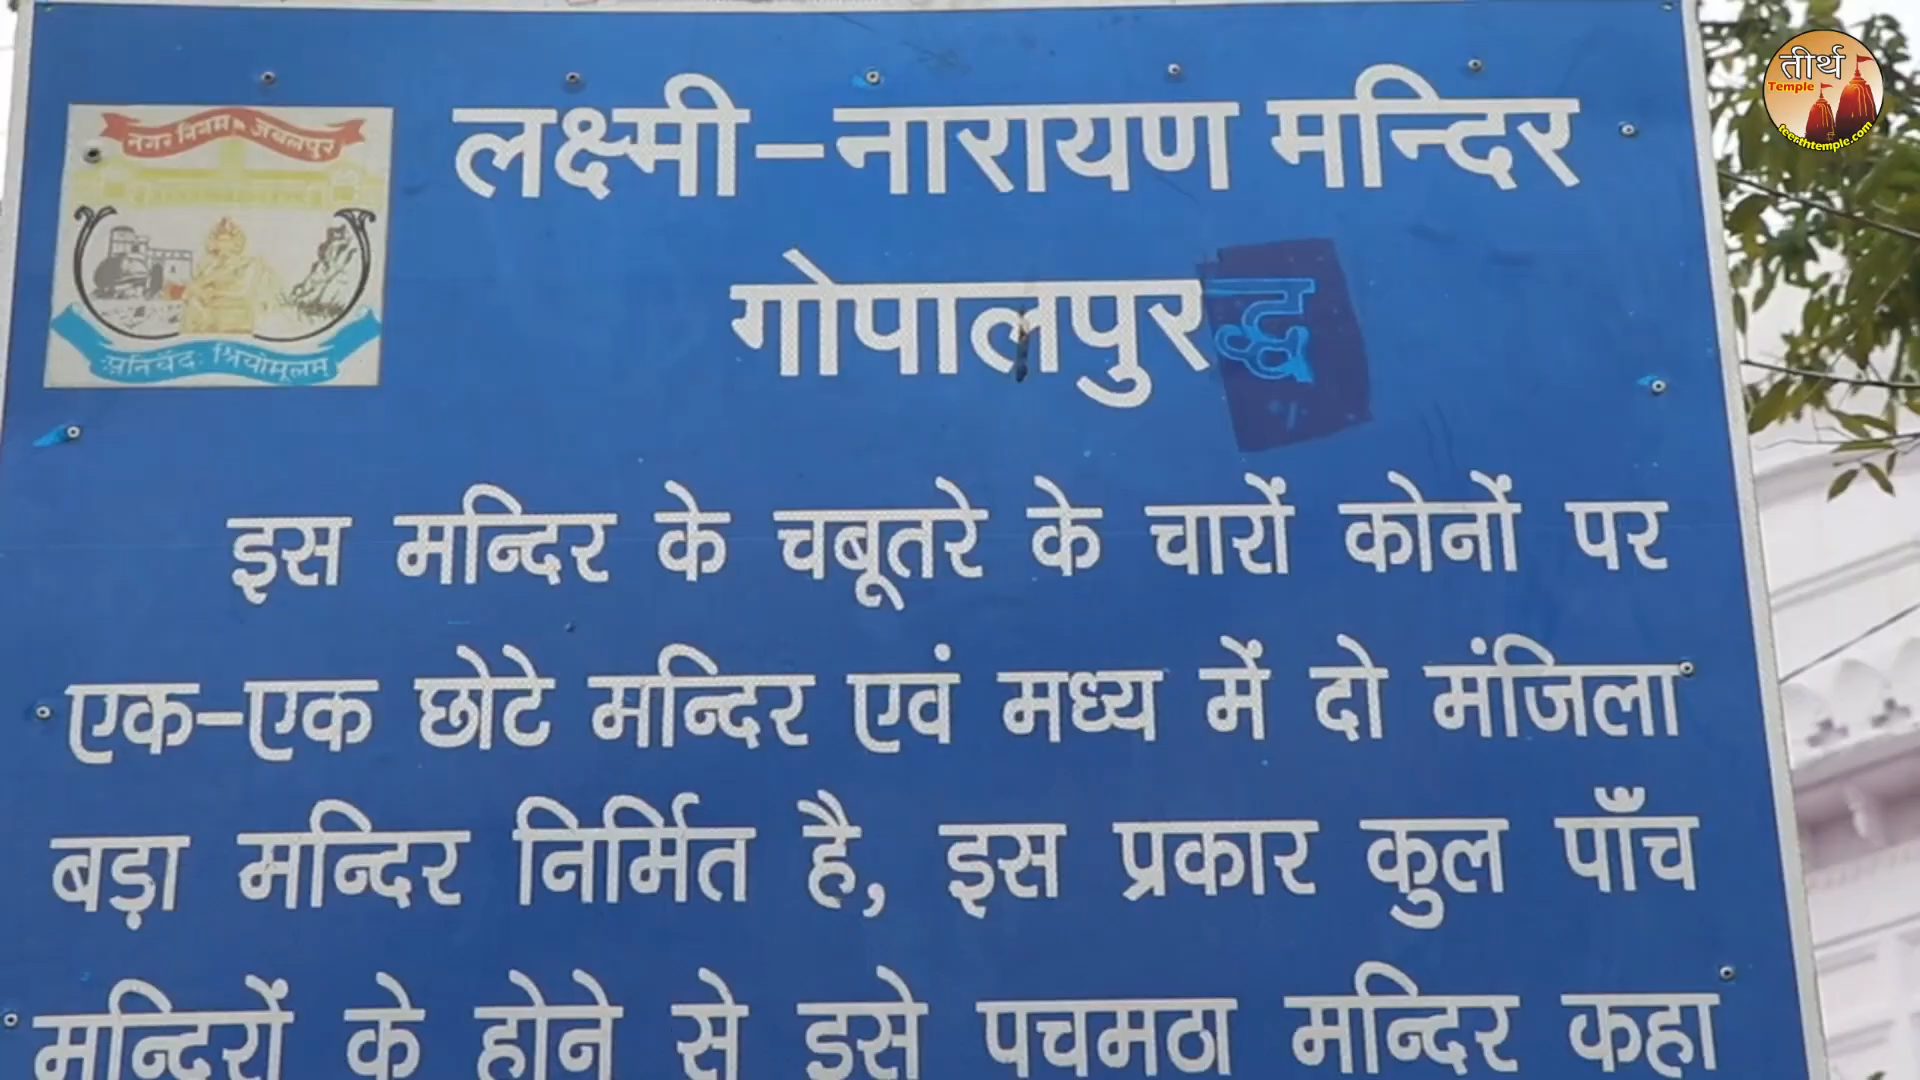 तीर्थ
Temple
teerthtemple.com
नगर निगम जबलपुर
लक्ष्मी–नारायण मन्दिर
गोपालपुरद्ध
इस मन्दिर के चबूतरे के चारों कोनों पर
एक–एक छोटे मन्दिर एवं मध्य में दो मंजिला
बड़ा मन्दिर निर्मित है, इस प्रकार कुल पाँच
मन्दिरों के होने से इसे पचमठा मन्दिर कहा